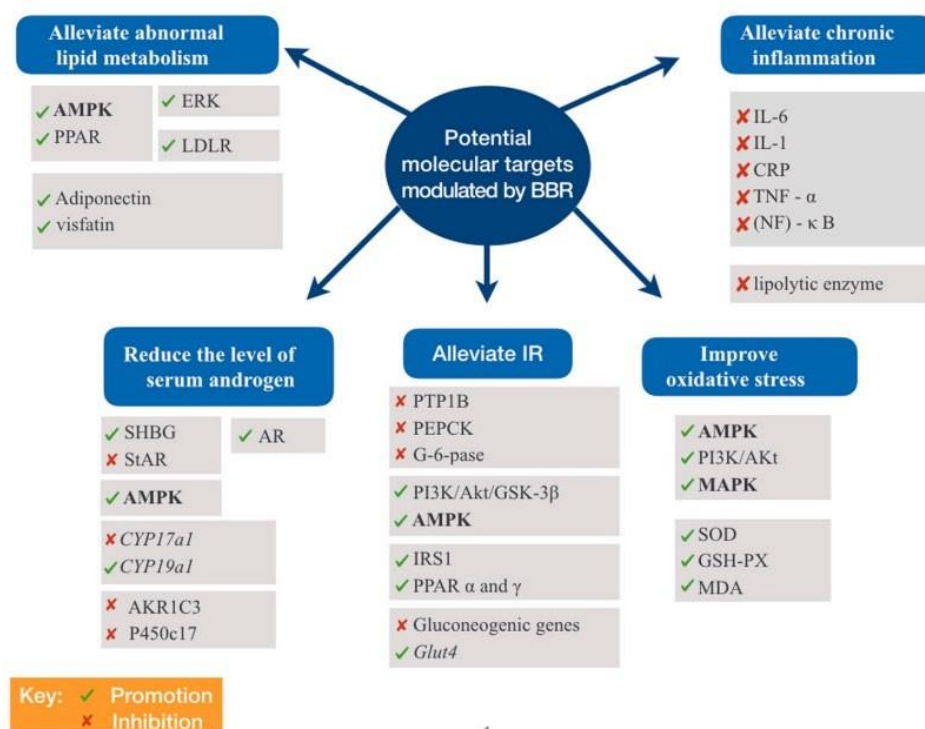 Alleviate abnormal
lipid metabolism
AMPK
PPAR
ERK
LDLR
Adiponectin
visfatin
Potential
molecular targets
modulated by BBR
Alleviate chronic
inflammation
IL-6
IL-1
CRP
TNF - α
(NF) - κ B
lipolytic enzyme
Reduce the level of
serum androgen
SHBG
StAR
AR
AMPK
CYP17a1
CYP19a1
AKR1C3
P450c17
Alleviate IR
PTP1B
PEPCK
G-6-pase
PI3K/Akt/GSK-3β
AMPK
IRS1
PPAR α and γ
Gluconeogenic genes
Glut4
Improve
oxidative stress
AMPK
PI3K/AKt
MAPK
SOD
GSH-PX
MDA
Key: ✓ Promotion
✗ Inhibition